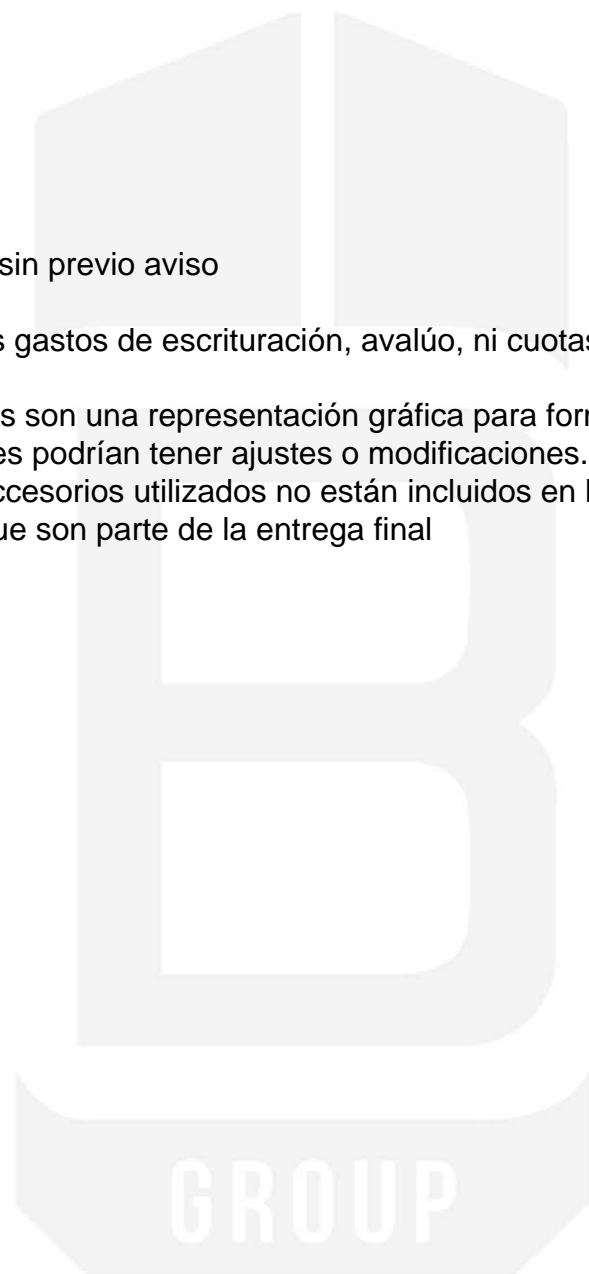 sin previo aviso
s gastos de escrituración, avalúo, ni cuotas
s son una representación gráfica para for
es podrían tener ajustes o modificaciones.
ccesorios utilizados no están incluidos en
ue son parte de la entrega final
B
GROUP